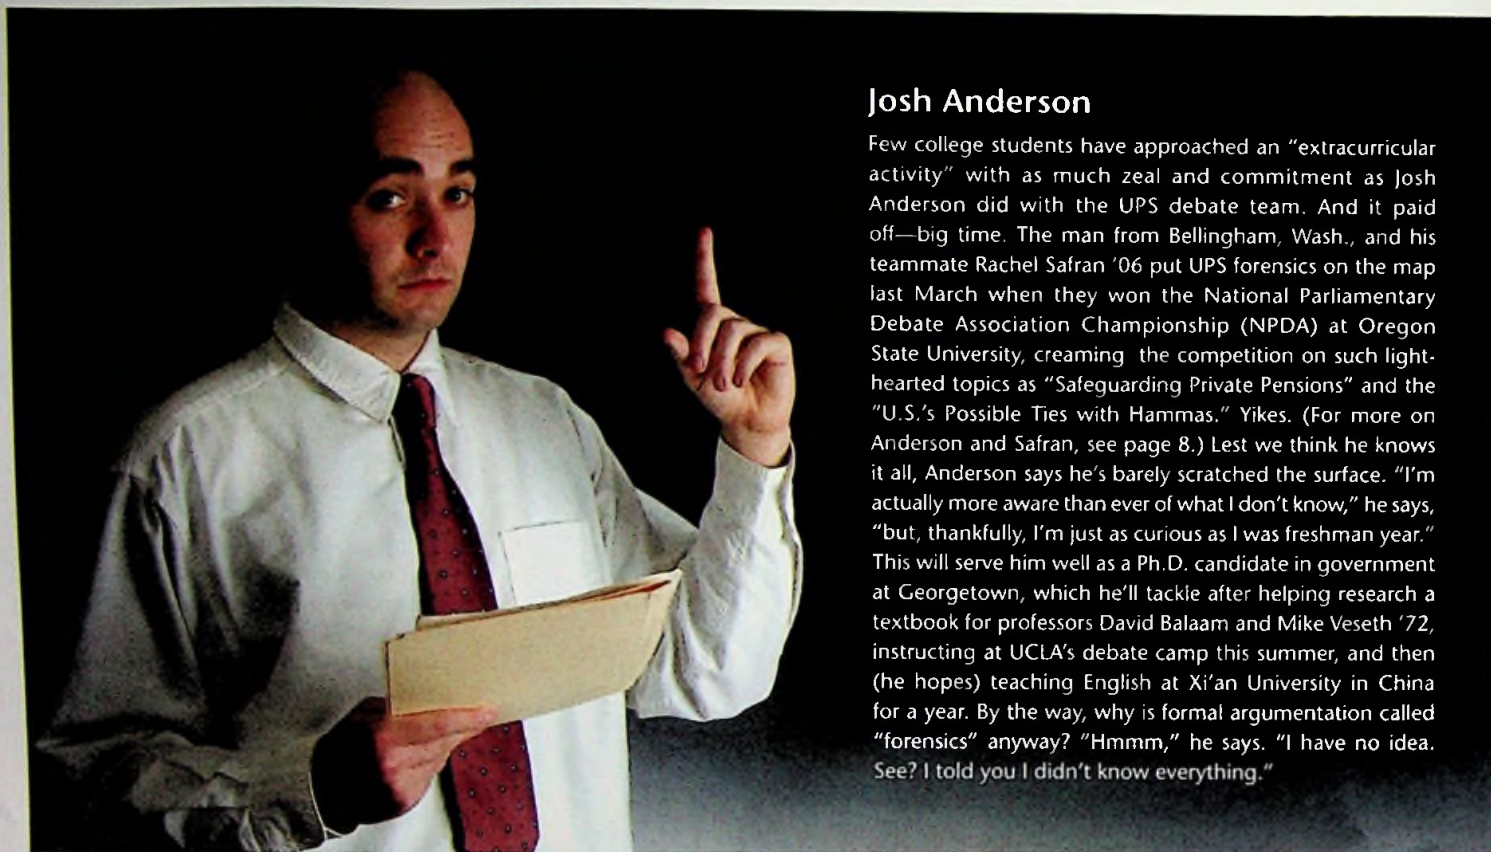 Josh Anderson
Few college students have approached an "extracurricular
activity" with as much zeal and commitment as Josh
Anderson did with the UPS debate team. And it paid
off—big time. The man from Bellingham, Wash., and his
teammate Rachel Safran '06 put UPS forensics on the map
last March when they won the National Parliamentary
Debate Association Championship (NPDA) at Oregon
State University, creaming the competition on such light-
hearted topics as "Safeguarding Private Pensions" and the
"U.S.'s Possible Ties with Hammas." Yikes. (For more on
Anderson and Safran, see page 8.) Lest we think he knows
it all, Anderson says he's barely scratched the surface. "I'm
actually more aware than ever of what I don't know," he says,
"but, thankfully, I'm just as curious as I was freshman year."
This will serve him well as a Ph.D. candidate in government
at Georgetown, which he'll tackle after helping research a
textbook for professors David Balaam and Mike Veseth '72,
instructing at UCLA's debate camp this summer, and then
(he hopes) teaching English at Xi'an University in China
for a year. By the way, why is formal argumentation called
"forensics" anyway? "Hmmm," he says. "I have no idea.
See? I told you I didn't know everything."